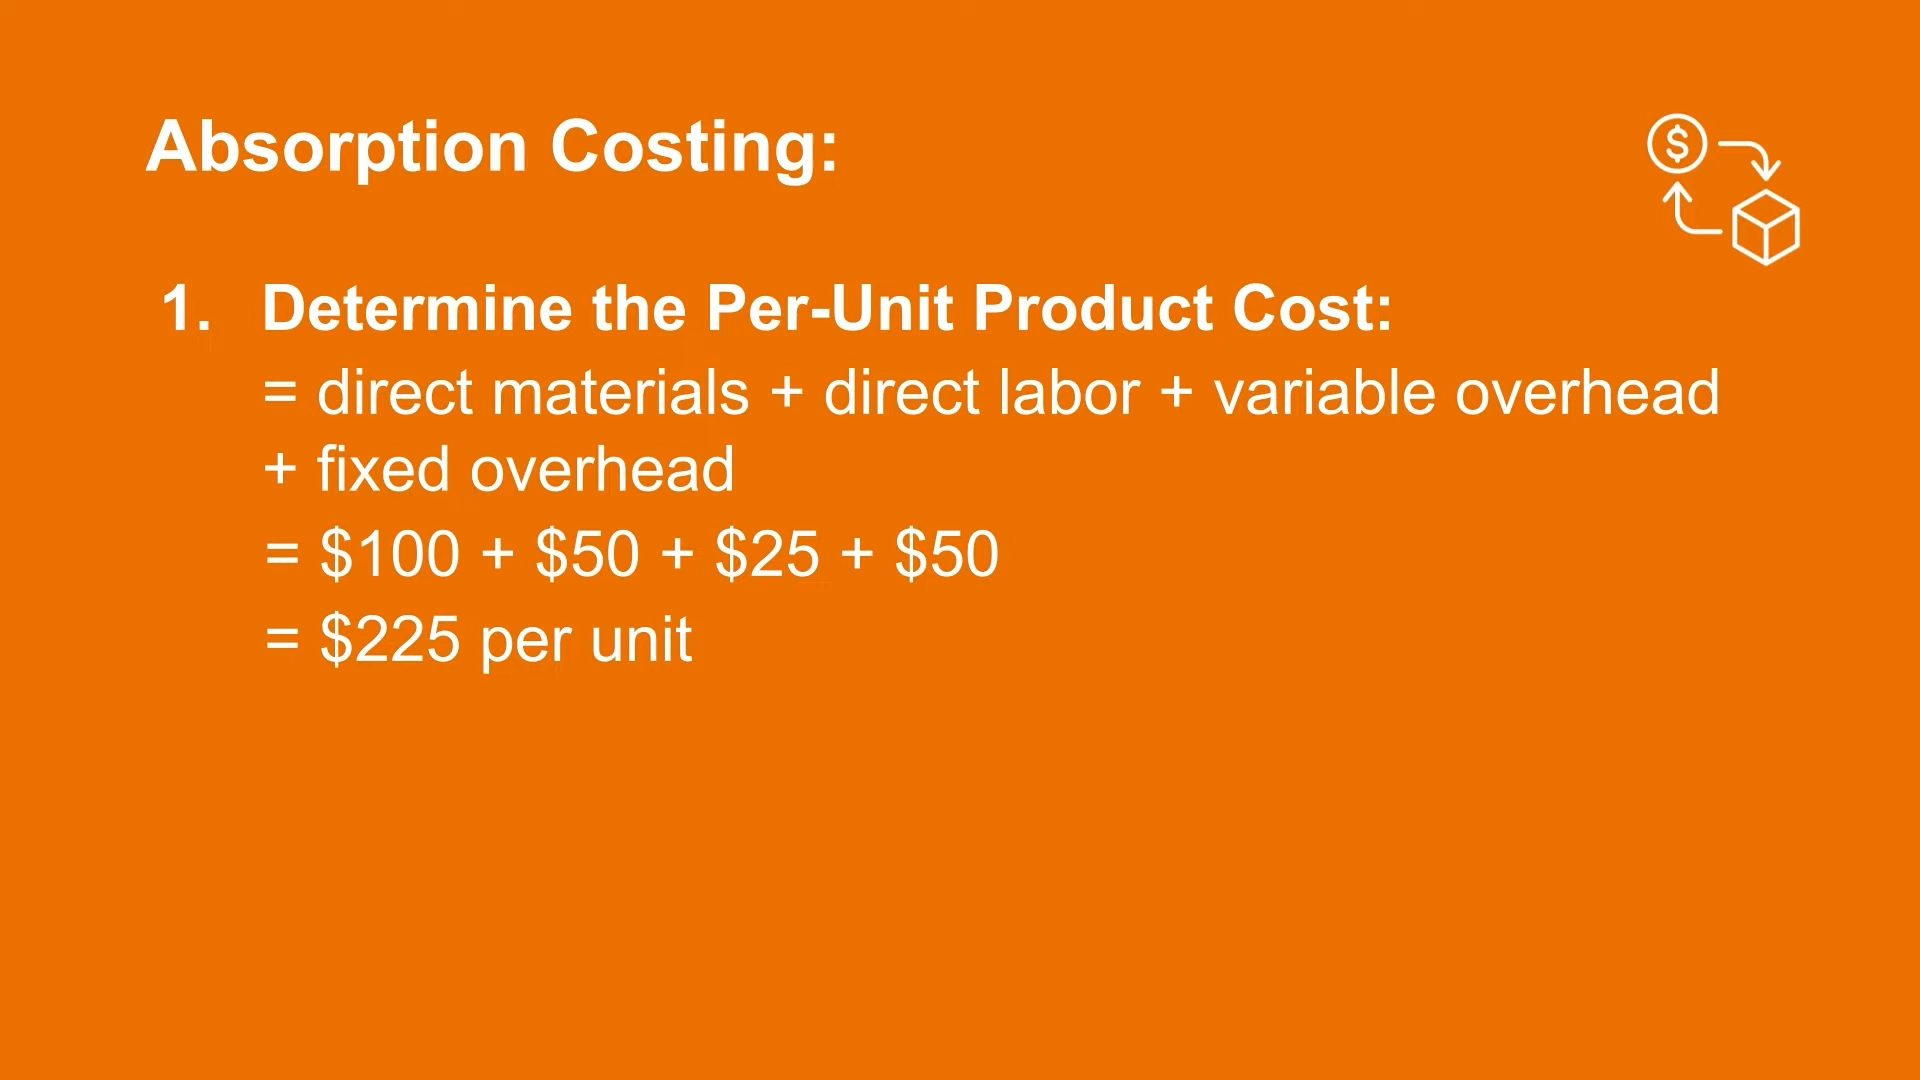 Absorption Costing:
$
1. Determine the Per-Unit Product Cost:
= direct materials + direct labor + variable overhead
+ fixed overhead
= $100 + $50 + $25 + $50
= $225 per unit